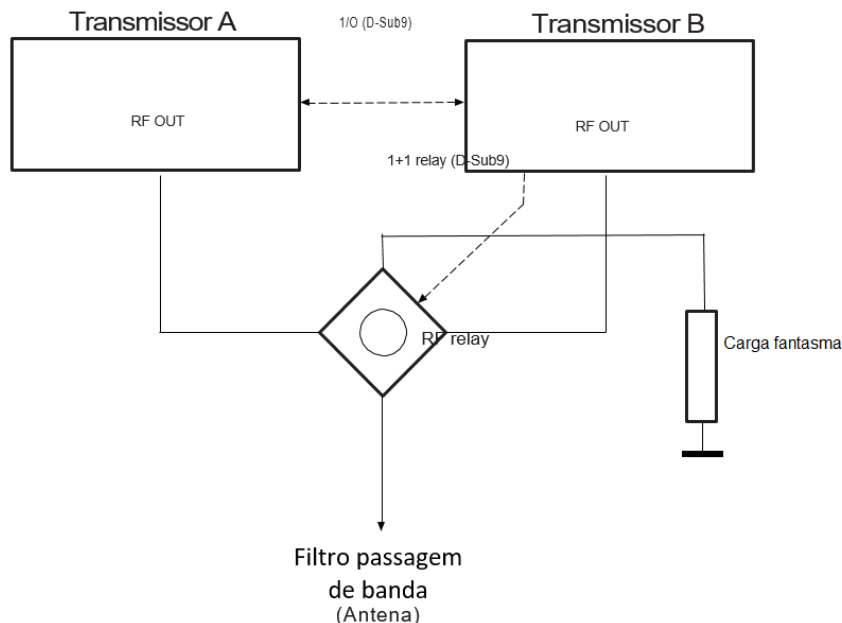 Transmissor A
1/O (D-Sub9)
Transmissor B
RF OUT
RF OUT
1+1 relay (D-Sub9)
RF relay
Carga fantasma
Filtro passagem
de banda
(Antena)